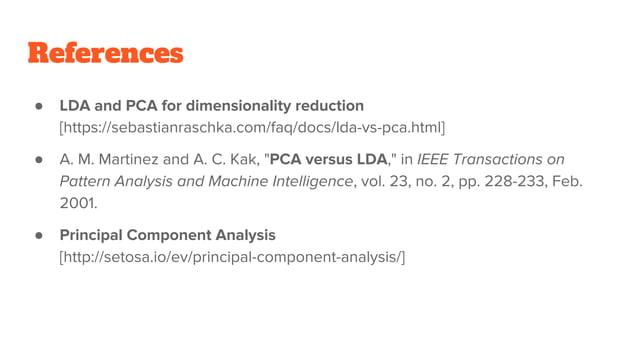 References
● LDA and PCA for dimensionality reduction
[https://sebastianraschka.com/faq/docs/lda-vs-pca.html]
● A. M. Martinez and A. C. Kak, "PCA versus LDA," in IEEE Transactions on
Pattern Analysis and Machine Intelligence, vol. 23, no. 2, pp. 228-233, Feb.
2001.
● Principal Component Analysis
[http://setosa.io/ev/principal-component-analysis/]